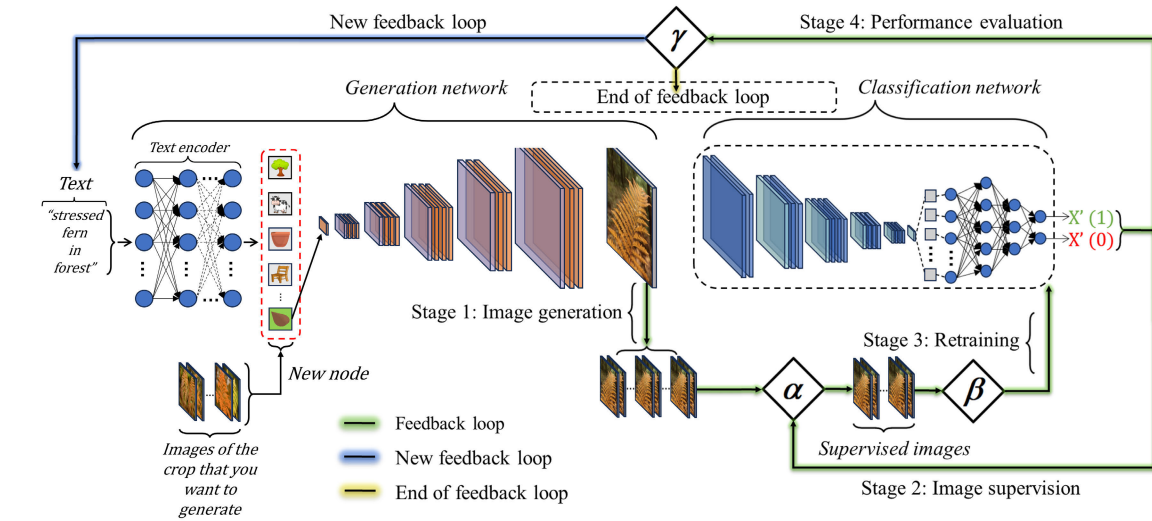 New feedback loop
γ
Stage 4: Performance evaluation
Generation network
End of feedback loop
Classification network
Text encoder
Text
“stressed
fern
in
forest”
X' (1)
X' (0)
Stage 1: Image generation
Stage 3: Retraining
New node
α
β
Feedback loop
New feedback loop
End of feedback loop
Images of the
crop that you
want to
generate
Supervised images
Stage 2: Image supervision